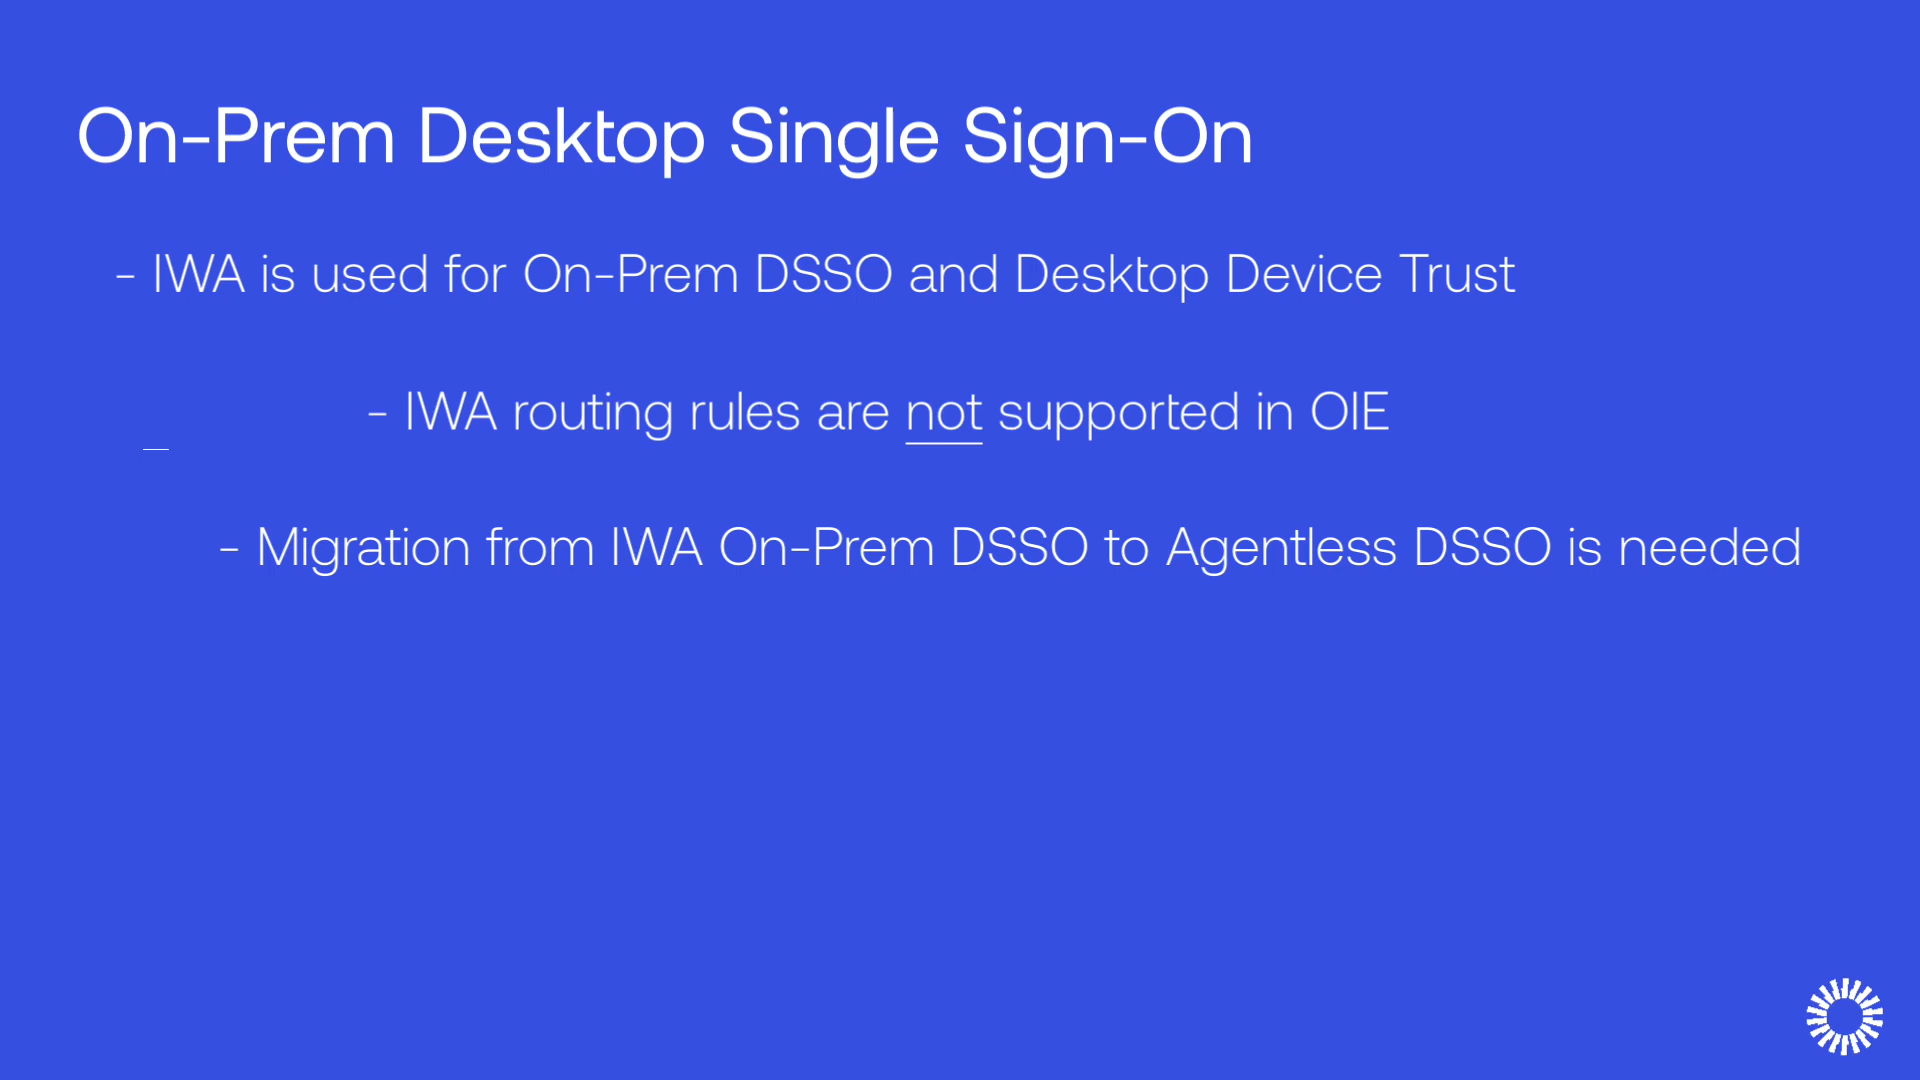 On-Prem Desktop Single Sign-On
- IWA is used for On-Prem DSSO and Desktop Device Trust
- IWA routing rules are not supported in OIE
- Migration from IWA On-Prem DSSO to Agentless DSSO is needed